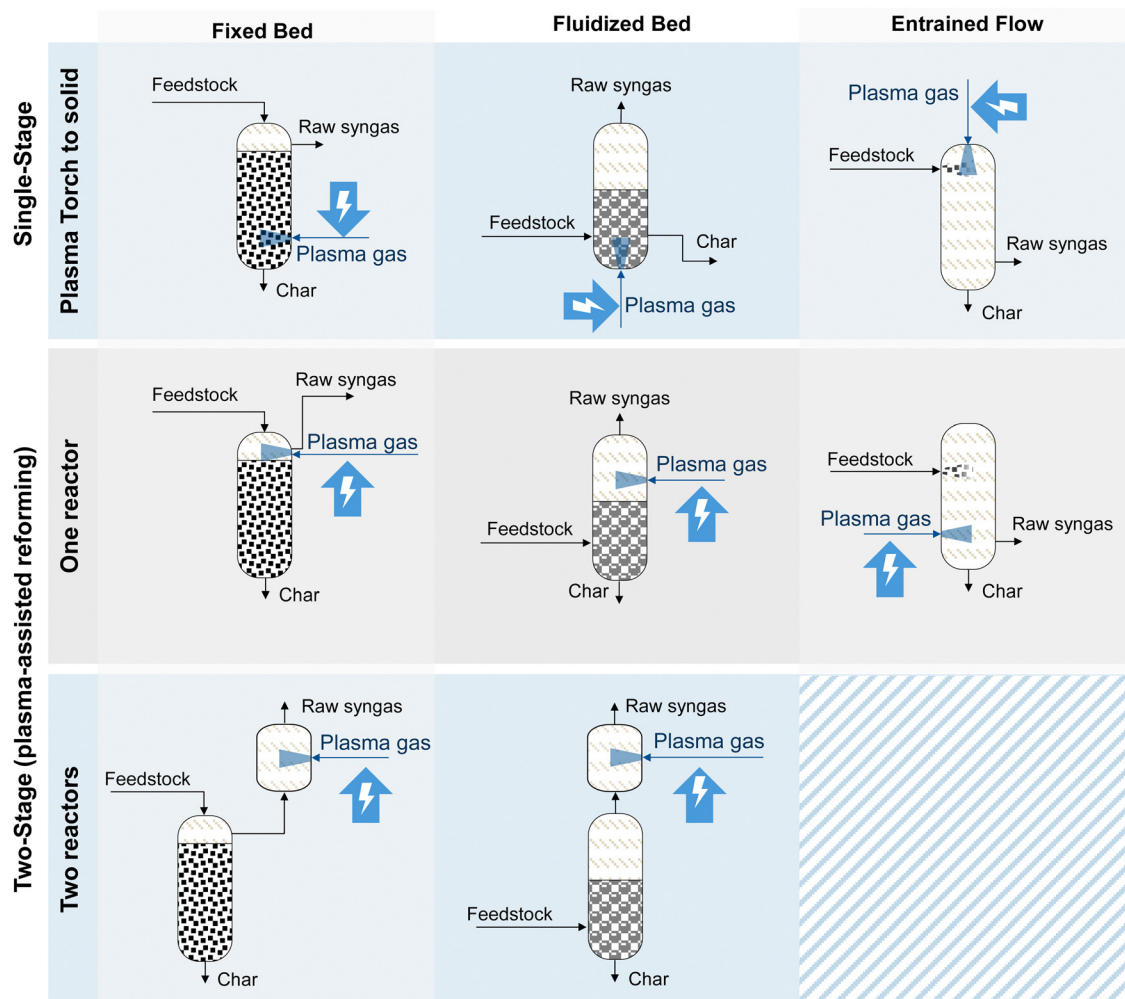 Fixed Bed
Fluidized Bed
Entrained Flow
Single-Stage
Plasma Torch to solid
Feedstock
Raw syngas
Plasma gas
Char
Raw syngas
Feedstock
Char
Plasma gas
Plasma gas
Feedstock
Raw syngas
Char
Two-Stage (plasma-assisted reforming)
One reactor
Feedstock
Raw syngas
Plasma gas
Char
Raw syngas
Plasma gas
Feedstock
Char
Feedstock
Plasma gas
Raw syngas
Char
Two reactors
Raw syngas
Plasma gas
Feedstock
Char
Raw syngas
Plasma gas
Feedstock
Char